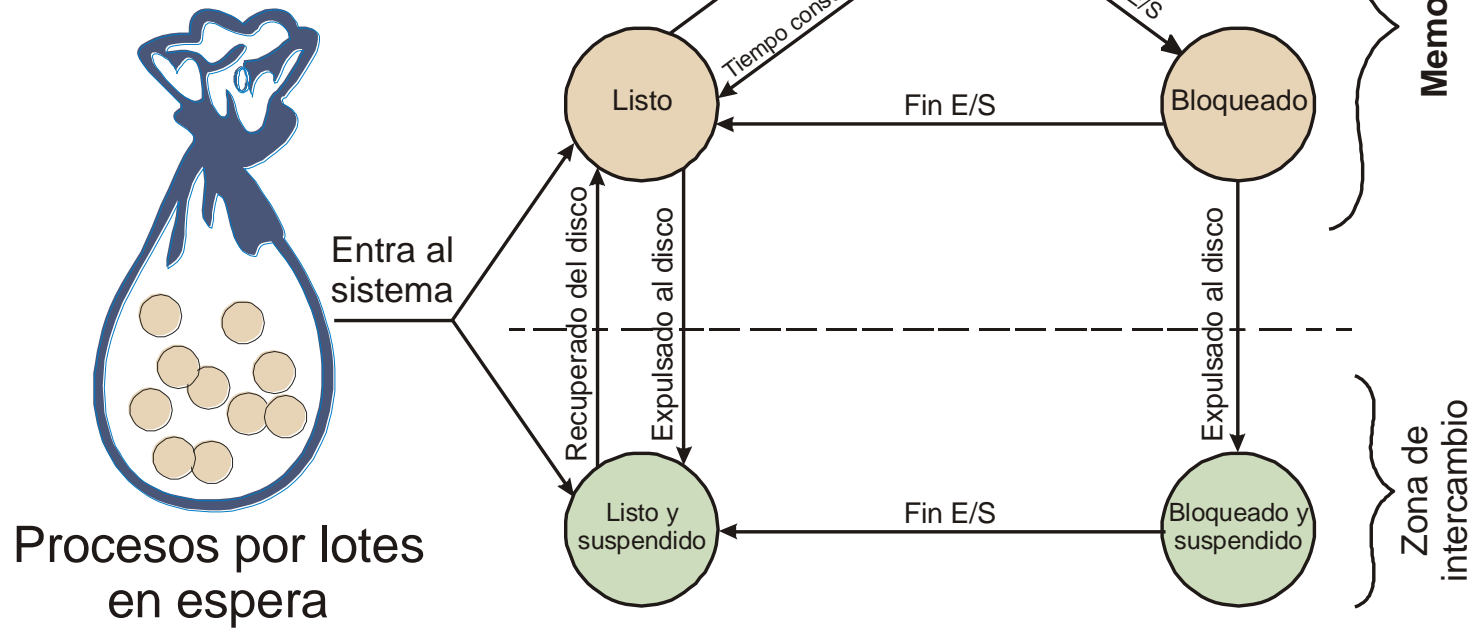 Tiempo
E/S
Memo
Listo
Fin E/S
Bloqueado
Entra al
sistema
Recuperado del disco
Expulsado al disco
Expulsado al disco
Listo y
suspendido
Fin E/S
Bloqueado y
suspendido
Zona de
intercambio
Procesos por lotes
en espera